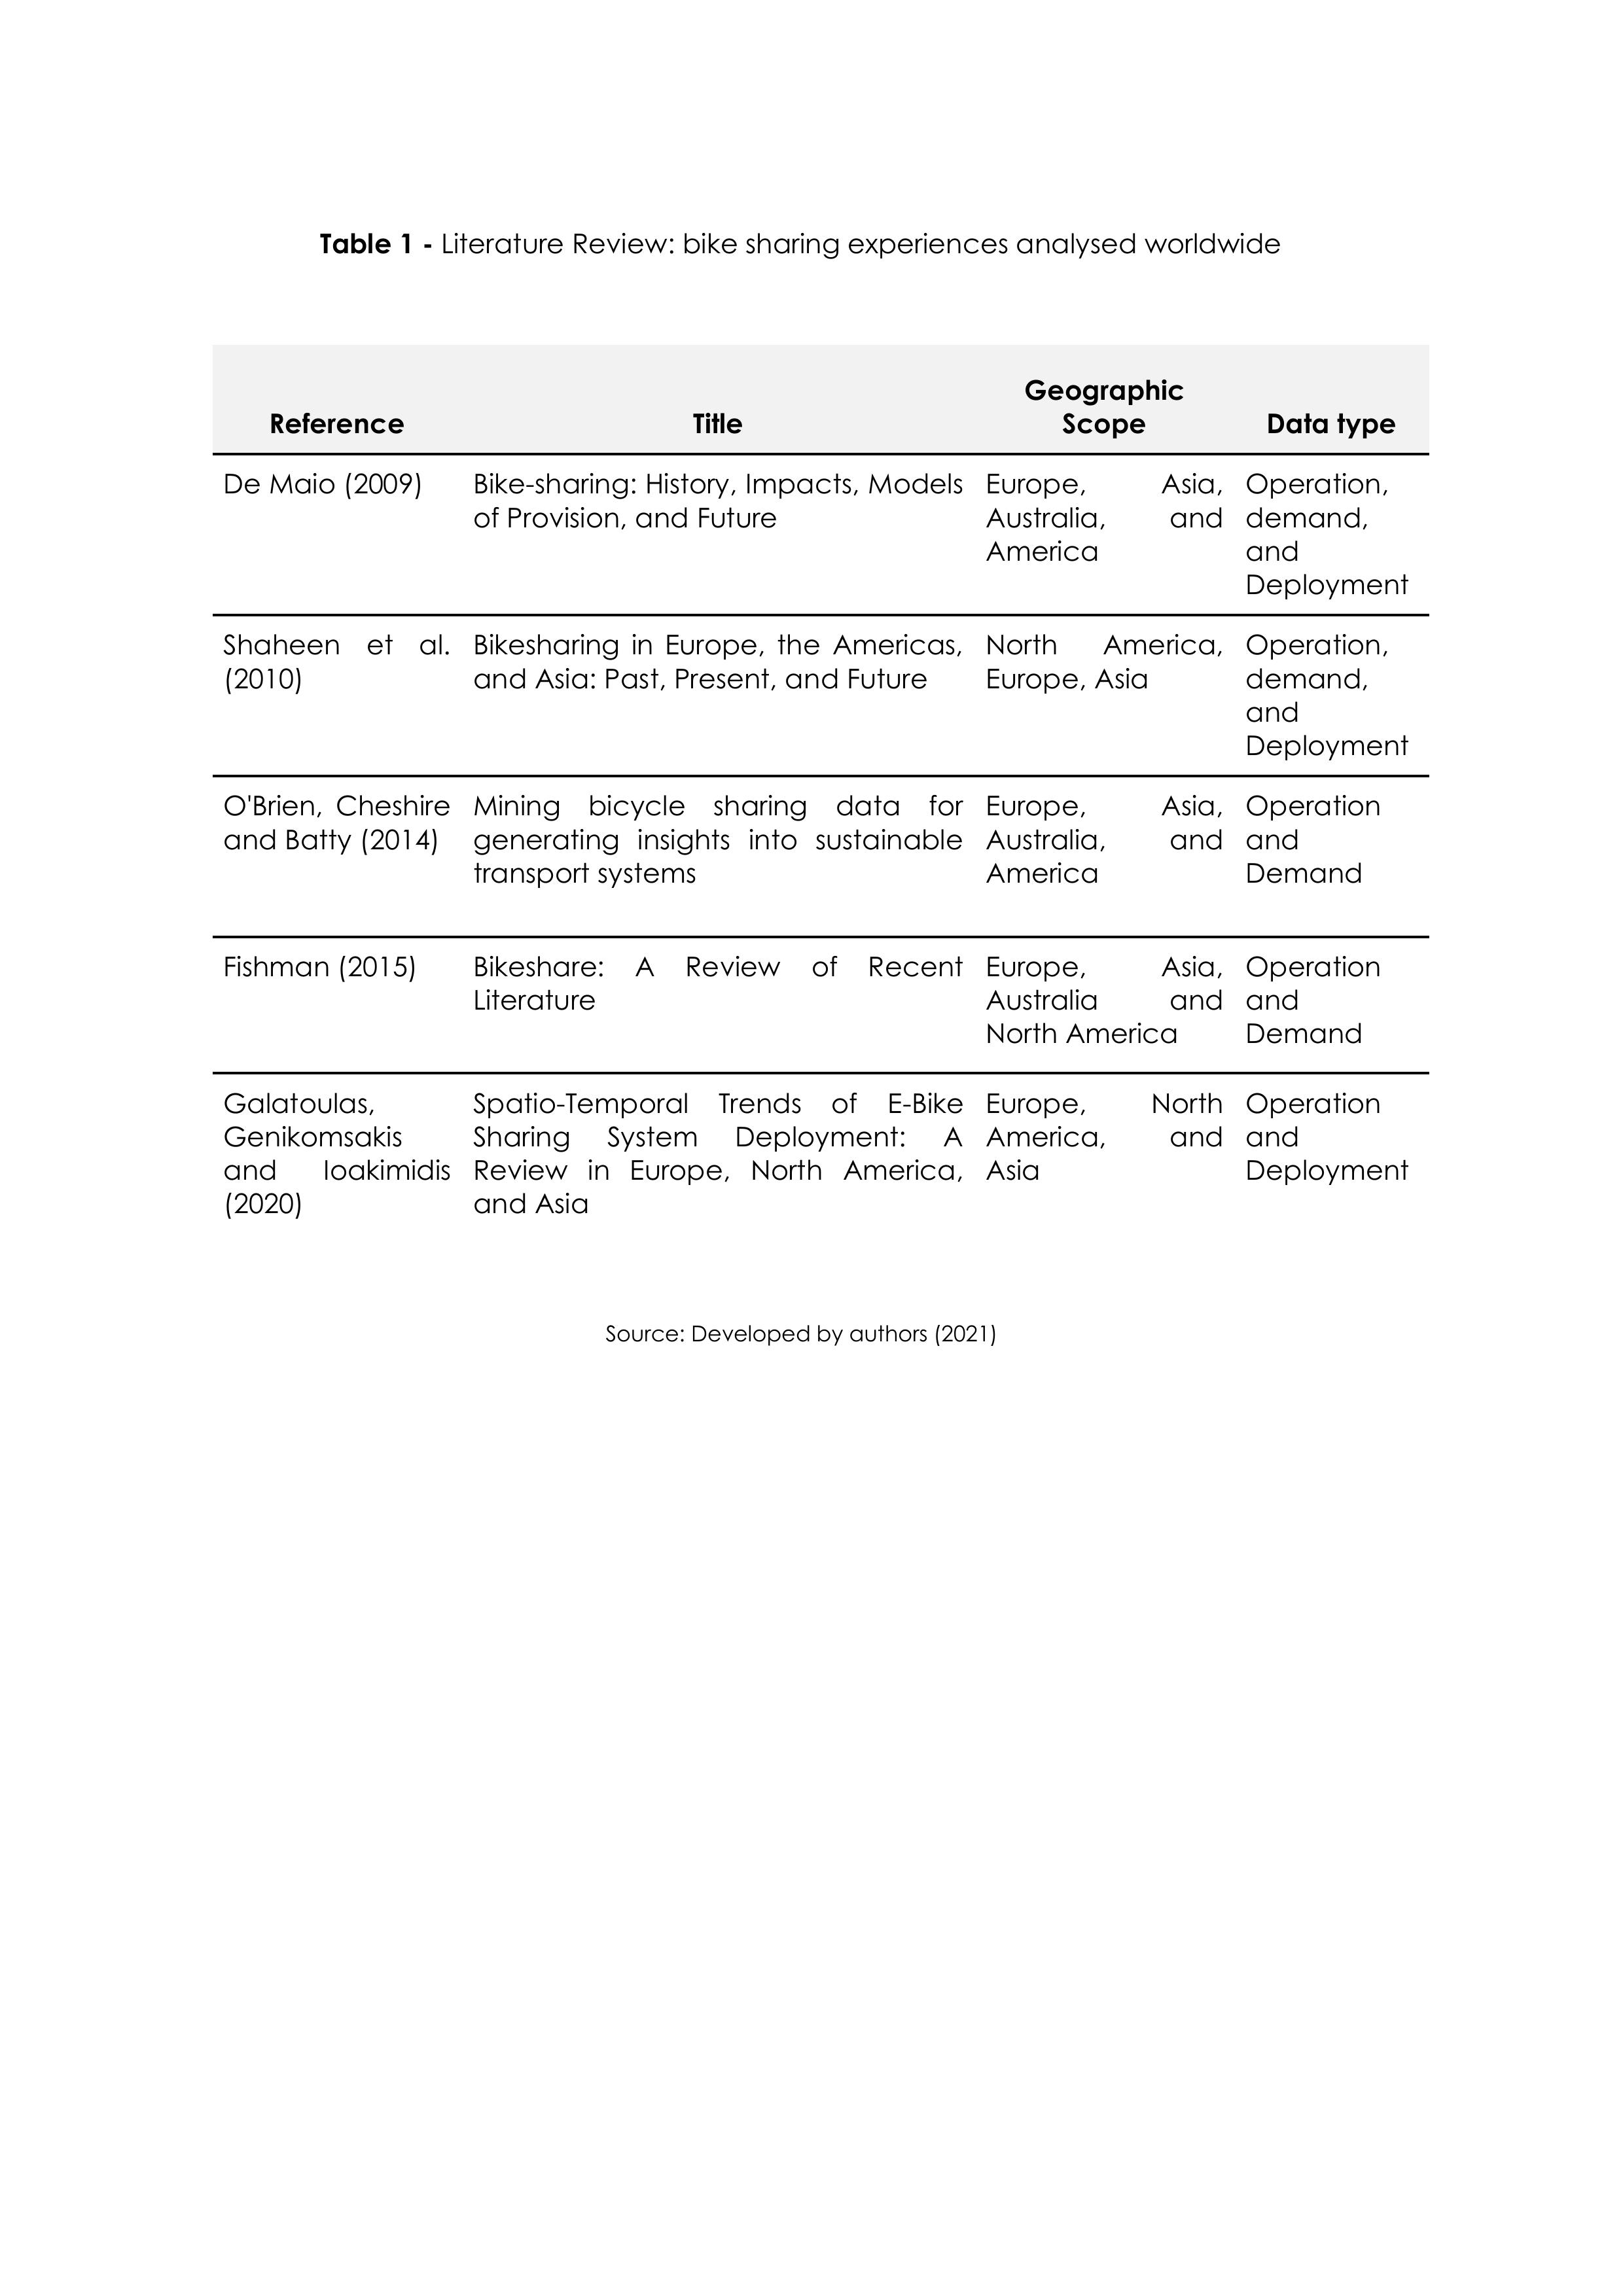 Table 1 - Literature Review: bike sharing experiences analysed worldwide
Reference
Title
Geographic
Scope
Data type
De Maio (2009)
Bike-sharing: History, Impacts, Models
of Provision, and Future
Europe, Asia,
Australia, and
America
Operation,
demand,
and
Deployment
Shaheen et al.
(2010)
Bikesharing in Europe, the Americas,
and Asia: Past, Present, and Future
North America,
Europe, Asia
Operation,
demand,
and
Deployment
O'Brien, Cheshire
and Batty (2014)
Mining bicycle sharing data for
generating insights into sustainable
transport systems
Europe, Asia,
Australia, and
America
Operation
and
Demand
Fishman (2015)
Bikeshare: A Review of Recent
Literature
Europe, Asia,
Australia and
North America
Operation
and
Demand
Galatoulas,
Genikomsakis
and Ioakimidis
(2020)
Spatio-Temporal Trends of E-Bike
Sharing System Deployment: A
Review in Europe, North America,
and Asia
Europe, North
America, and
Asia
Operation
and
Deployment
Source: Developed by authors (2021)